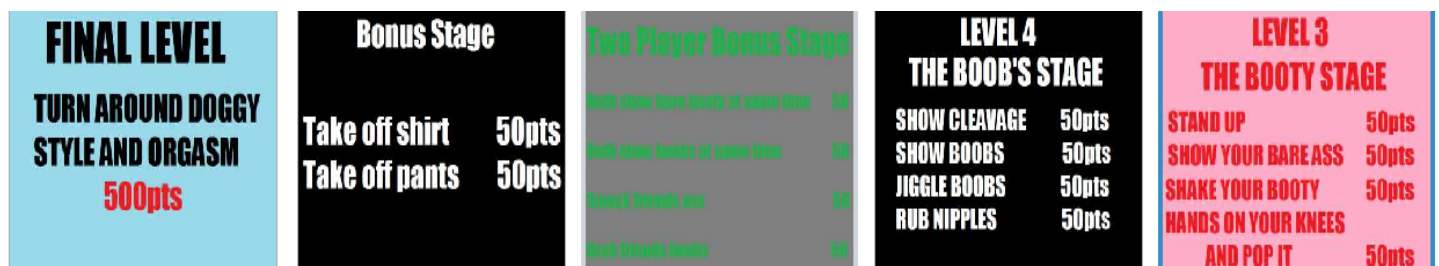 FINAL LEVEL
TURN AROUND DOGGY
STYLE AND ORGASM
500pts
Bonus Stage
Take off shirt 50pts
Take off pants 50pts
Two Player Bonus Stage
Both show bare booty at same time 50
Both show boobs at same time 50
Smack friends ass 50
Grab friends boobs 50
LEVEL 4
THE BOOB'S STAGE
SHOW CLEAVAGE 50pts
SHOW BOOBS 50pts
JIGGLE BOOBS 50pts
RUB NIPPLES 50pts
LEVEL 3
THE BOOTY STAGE
STAND UP 50pts
SHOW YOUR BARE ASS 50pts
SHAKE YOUR BOOTY 50pts
HANDS ON YOUR KNEES
AND POP IT 50pts